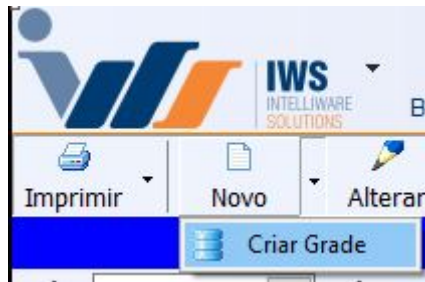 IWS
INTELLIWARE
SOLUTIONS
B
Imprimir Novo Alterar
Criar Grade